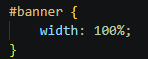 #banner {
    width: 100%;
}